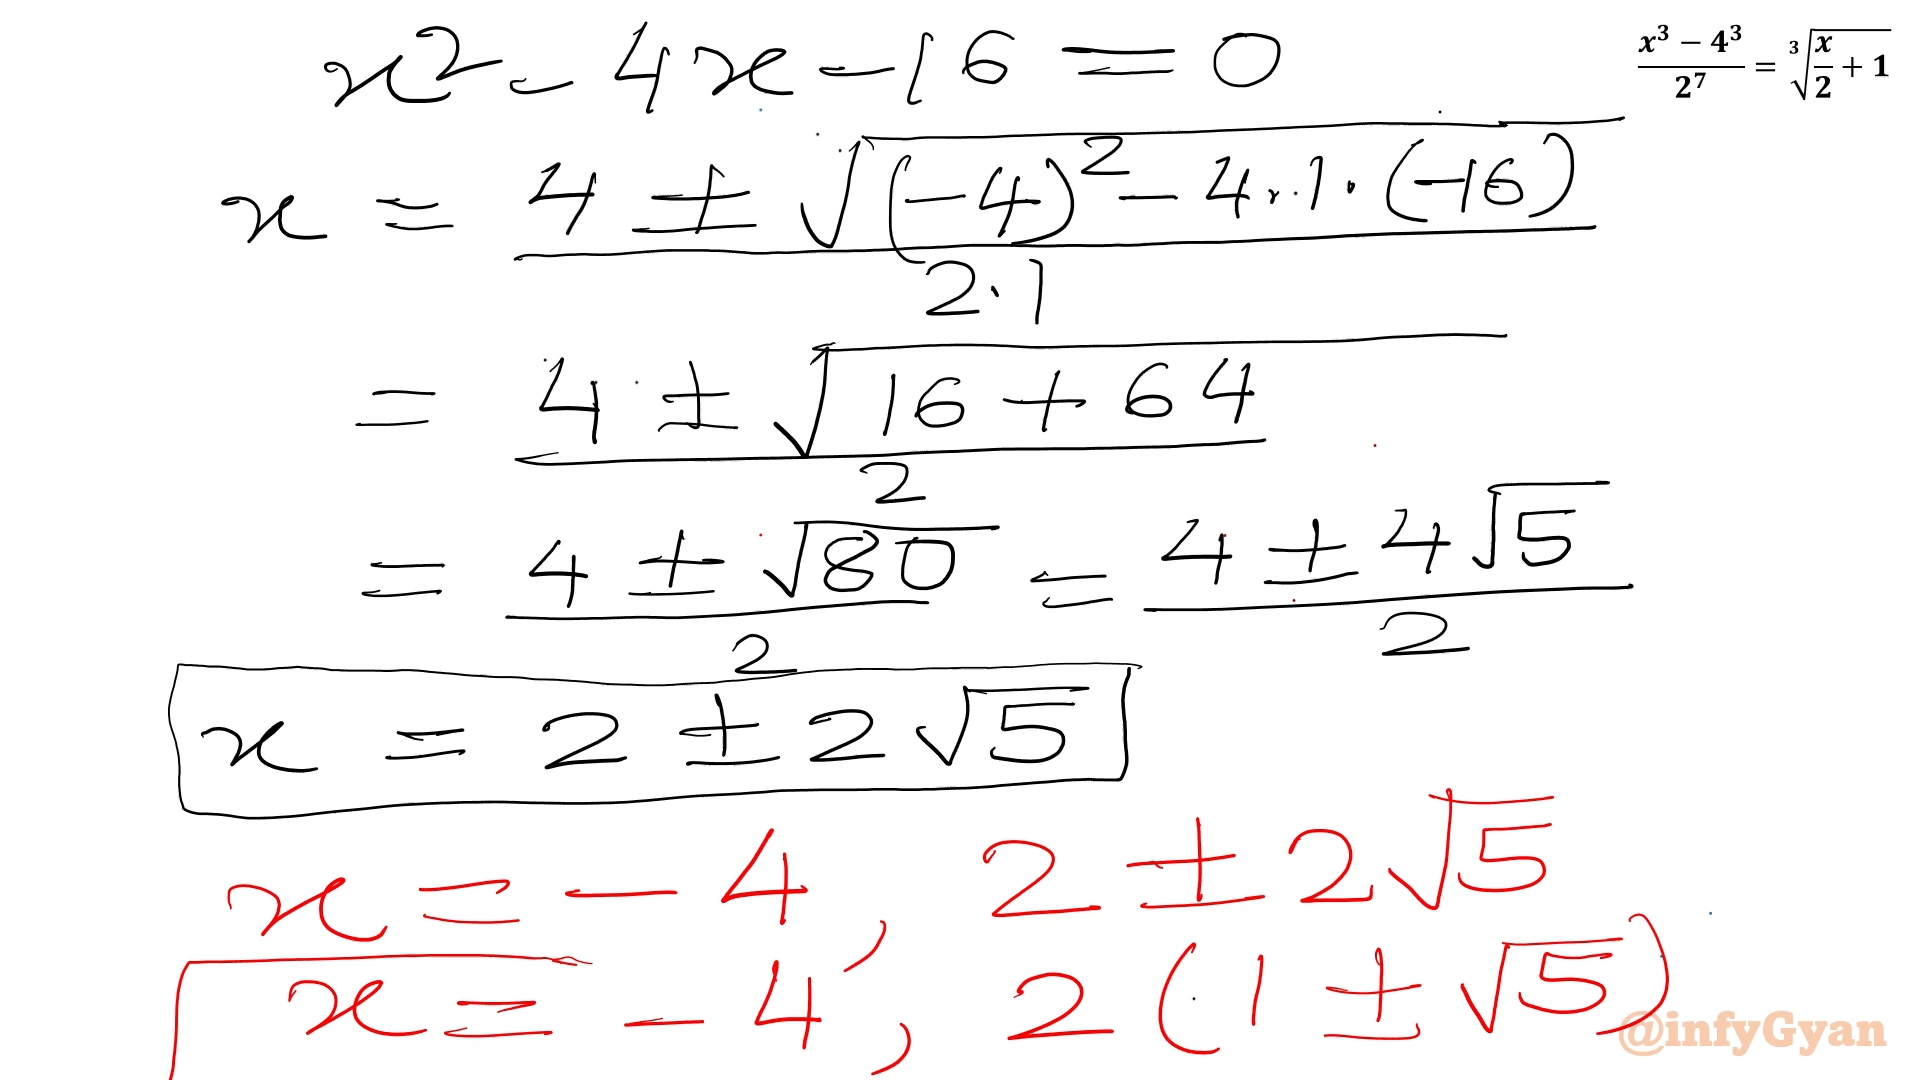 x² - 4x - 16 = 0
(x³ − 4³)/2⁷ = ∛(x/2 + 1)
x = (4 ± √((-4)² - 4·1·(-16)))/(2·1)
= (4 ± √(16 + 64))/2
= (4 ± √80)/2 = (4 ± 4√5)/2
x = 2 ± 2√5
x = -4, 2 ± 2√5
x = -4, 2(1 ± √5)
@infyGyan